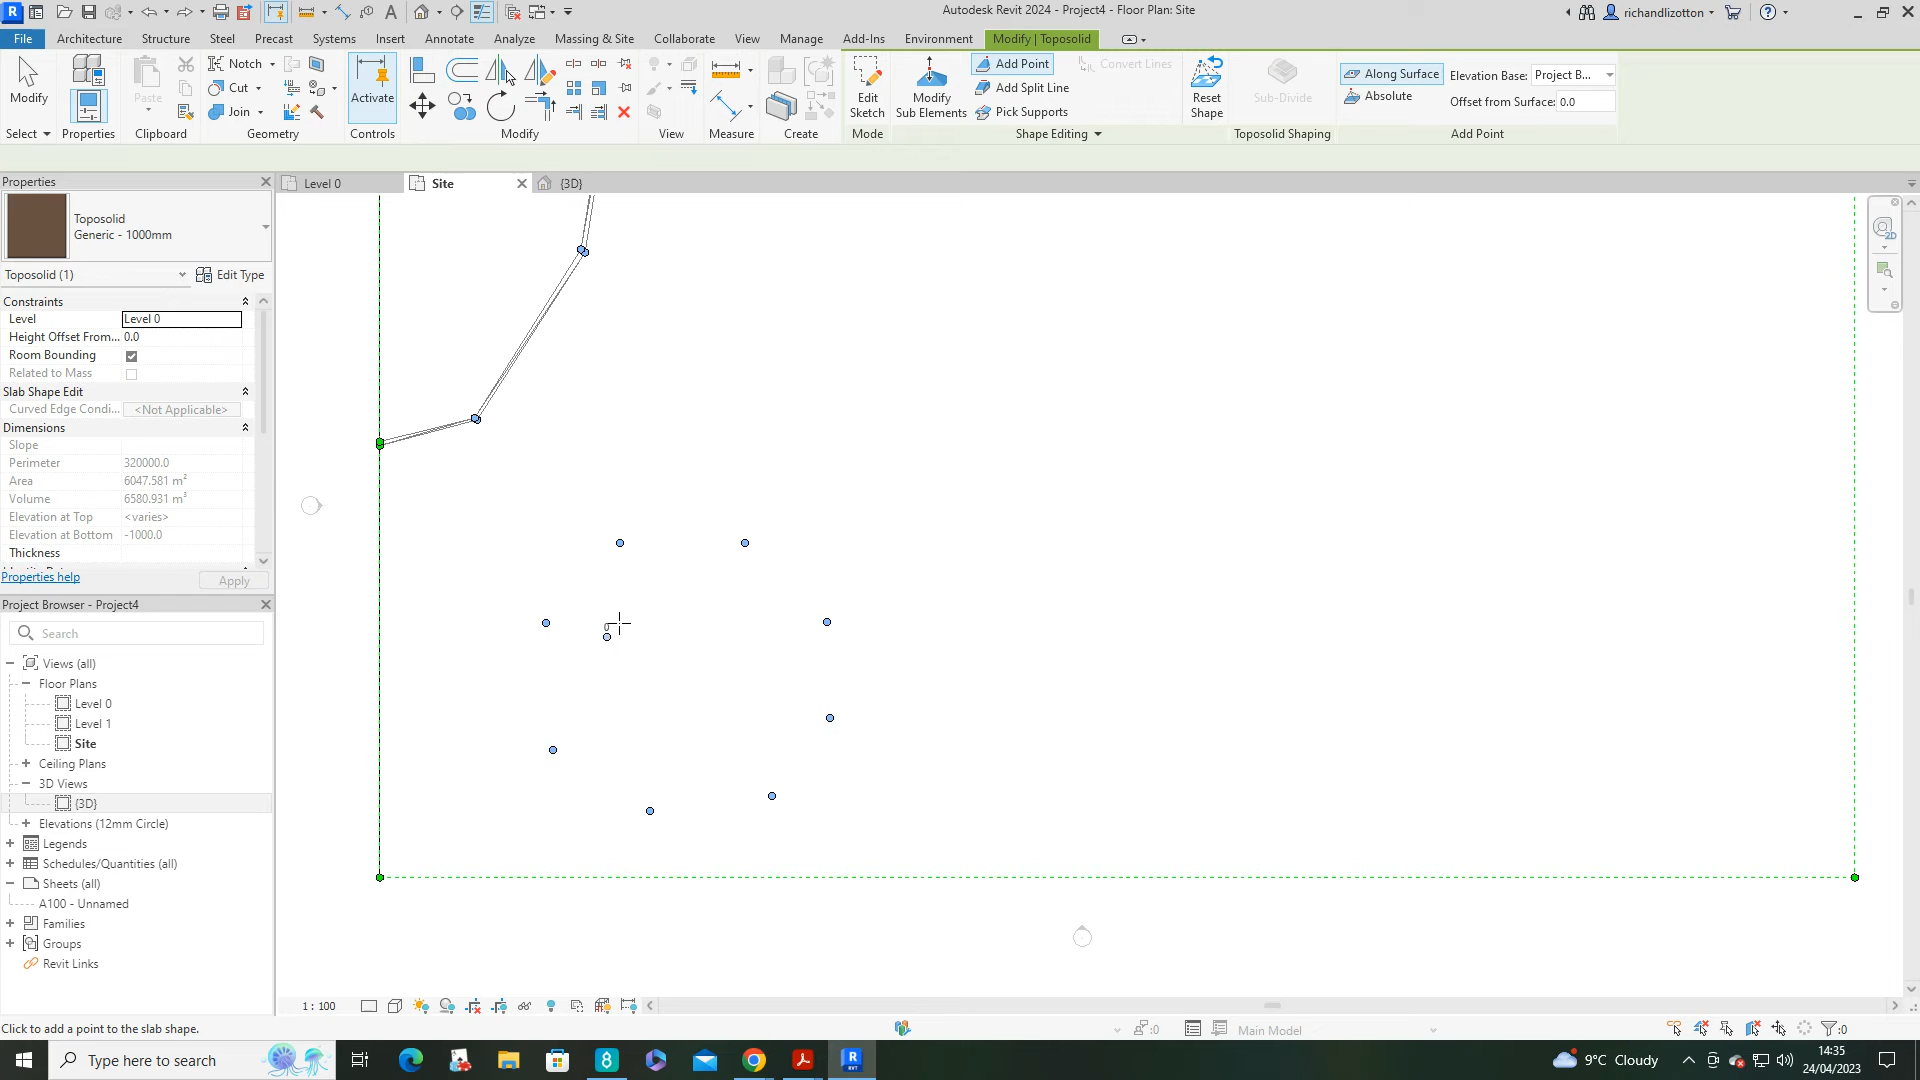 R
Autodesk Revit 2024 - Project4 - Floor Plan: Site
richandlizotton
File
Architecture
Structure
Steel
Precast
Systems
Insert
Annotate
Analyze
Massing & Site
Collaborate
View
Manage
Add-Ins
Environment
Modify | Toposolid
Modify
Select
Properties
Paste
Clipboard
Notch
Cut
Join
Geometry
Activate
Controls
Modify
View
Measure
Create
Edit
Sketch
Mode
Modify
Sub Elements
Add Point
Add Split Line
Pick Supports
Convert Lines
Shape Editing
Reset
Shape
Sub-Divide
Toposolid Shaping
Along Surface
Absolute
Elevation Base: Project B...
Offset from Surface: 0.0
Add Point
Properties
Toposolid
Generic - 1000mm
Toposolid (1)
Edit Type
Constraints
Level
Level 0
Height Offset From...
0.0
Room Bounding
Related to Mass
Slab Shape Edit
Curved Edge Condi...
<Not Applicable>
Dimensions
Slope
Perimeter
320000.0
Area
6047.581 m²
Volume
6580.931 m³
Elevation at Top
<varies>
Elevation at Bottom
-1000.0
Thickness
Properties help
Apply
Level 0
Site
{3D}
2D
0
Project Browser - Project4
Search
Views (all)
Floor Plans
Level 0
Level 1
Site
Ceiling Plans
3D Views
{3D}
Elevations (12mm Circle)
Legends
Schedules/Quantities (all)
Sheets (all)
A100 - Unnamed
Families
Groups
Revit Links
1 : 100
Click to add a point to the slab shape.
:0
Main Model
:0
Type here to search
9°C Cloudy
14:35
24/04/2023